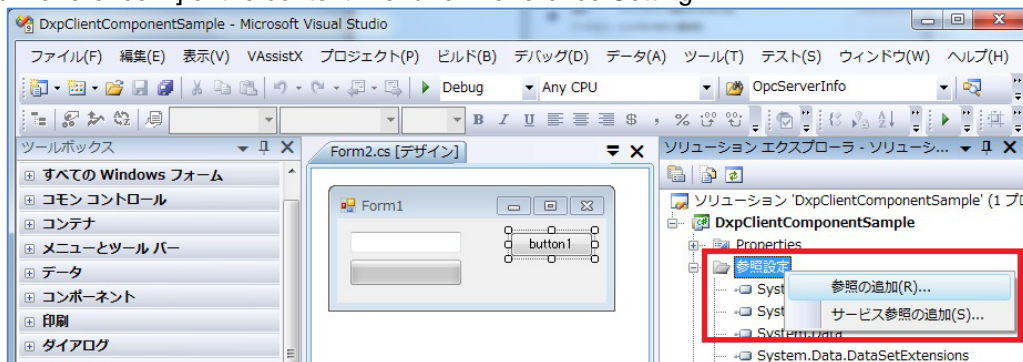 DxpClientComponentSample - Microsoft Visual Studio
ファイル(F) 編集(E) 表示(V) VAssistX プロジェクト(P) ビルド(B) デバッグ(D) データ(A) ツール(T) テスト(S) ウィンドウ(W) ヘルプ(H)
Debug Any CPU OpcServerInfo
B I U $ , %
ツールボックス
すべての Windows フォーム
コモン コントロール
コンテナ
メニューとツール バー
データ
コンポーネント
印刷
ダイアログ
Form2.cs [デザイン]
Form1
button1
ソリューション エクスプローラ - ソリューシ...
ソリューション 'DxpClientComponentSample' (1 プロ
DxpClientComponentSample
Properties
参照設定
Syst
Syst
System.Data
System.Data.DataSetExtensions
参照の追加(R)...
サービス参照の追加(S)...